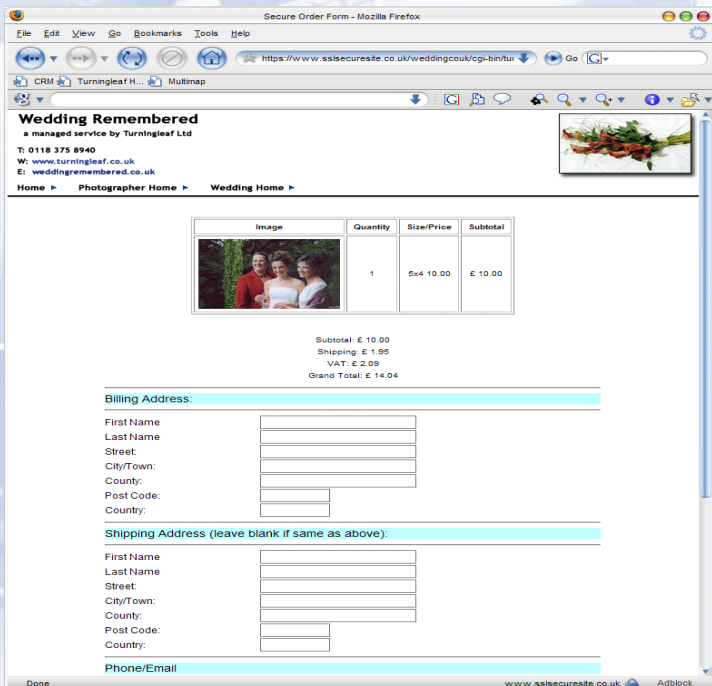 Secure Order Form - Mozilla Firefox
File Edit View Go Bookmarks Tools Help
https://www.sslsecuresite.co.uk/weddingcouk/cgi-bin/tur Go G
CRM Turningleaf H... Multimap
G
Wedding Remembered
a managed service by Turningleaf Ltd
T: 0118 375 8940
W: www.turningleaf.co.uk
E: weddingremembered.co.uk
Home Photographer Home Wedding Home
Image Quantity Size/Price Subtotal
1 5x4 10.00 £ 10.00
Subtotal: £ 10.00
Shipping: £ 1.95
VAT: £ 2.09
Grand Total: £ 14.04
Billing Address:
First Name
Last Name
Street:
City/Town:
County:
Post Code:
Country:
Shipping Address (leave blank if same as above):
First Name
Last Name
Street:
City/Town:
County:
Post Code:
Country:
Phone/Email
Done www.sslsecuresite.co.uk Adblock